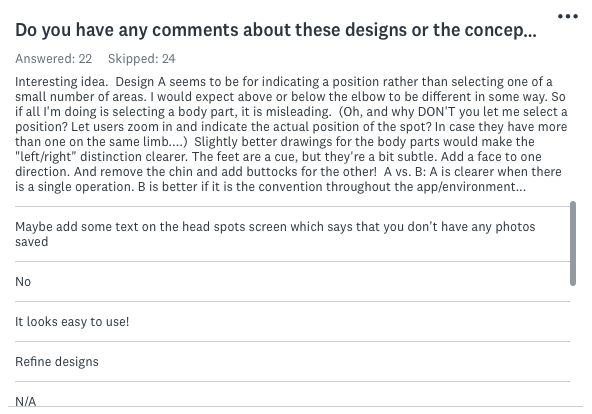 Do you have any comments about these designs or the concep...
Answered: 22 Skipped: 24
Interesting idea. Design A seems to be for indicating a position rather than selecting one of a
small number of areas. I would expect above or below the elbow to be different in some way. So
if all I'm doing is selecting a body part, it is misleading. (Oh, and why DON'T you let me select a
position? Let users zoom in and indicate the actual position of the spot? In case they have more
than one on the same limb....) Slightly better drawings for the body parts would make the
"left/right" distinction clearer. The feet are a cue, but they're a bit subtle. Add a face to one
direction. And remove the chin and add buttocks for the other! A vs. B: A is clearer when there
is a single operation. B is better if it is the convention throughout the app/environment...
Maybe add some text on the head spots screen which says that you don't have any photos
saved
No
It looks easy to use!
Refine designs
N/A